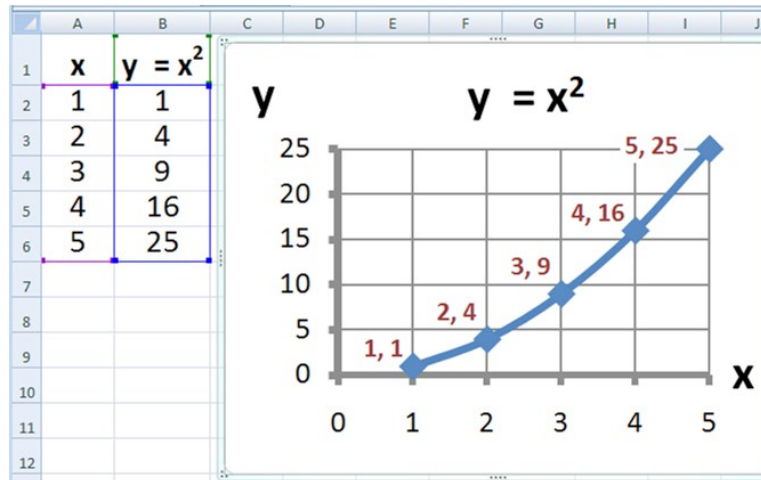 A B C D E F G H I J
1 x y = x²
2 1 1
3 2 4
4 3 9
5 4 16
6 5 25
7
8
9
10
11
12
y y = x²
25
20
15
10
5
0
5, 25
4, 16
3, 9
2, 4
1, 1
x
0 1 2 3 4 5